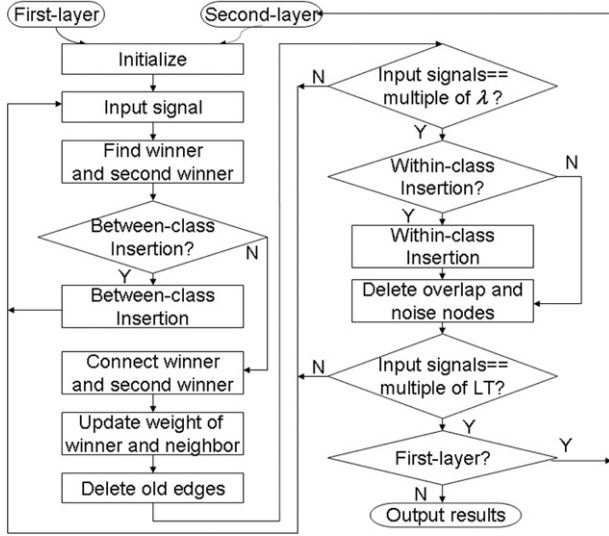 First-layer
Second-layer
Initialize
Input signal
Find winner
and second winner
Between-class
Insertion?
N
Y
Between-class
Insertion
Connect winner
and second winner
Update weight of
winner and neighbor
Delete old edges
N
Input signals==
multiple of λ?
Y
Within-class
Insertion?
N
Y
Within-class
Insertion
Delete overlap and
noise nodes
N
Input signals==
multiple of LT?
Y
First-layer?
Y
N
Output results